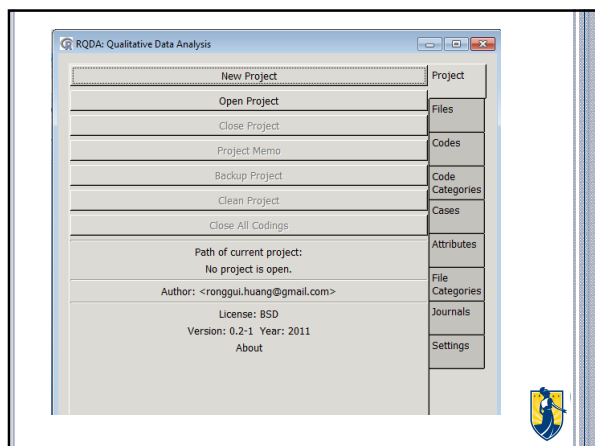 RQDA: Qualitative Data Analysis
New Project
Open Project
Close Project
Project Memo
Backup Project
Clean Project
Close All Codings
Path of current project:
No project is open.
Author: <ronggui.huang@gmail.com>
License: BSD
Version: 0.2-1 Year: 2011
About
Project
Files
Codes
Code
Categories
Cases
Attributes
File
Categories
Journals
Settings